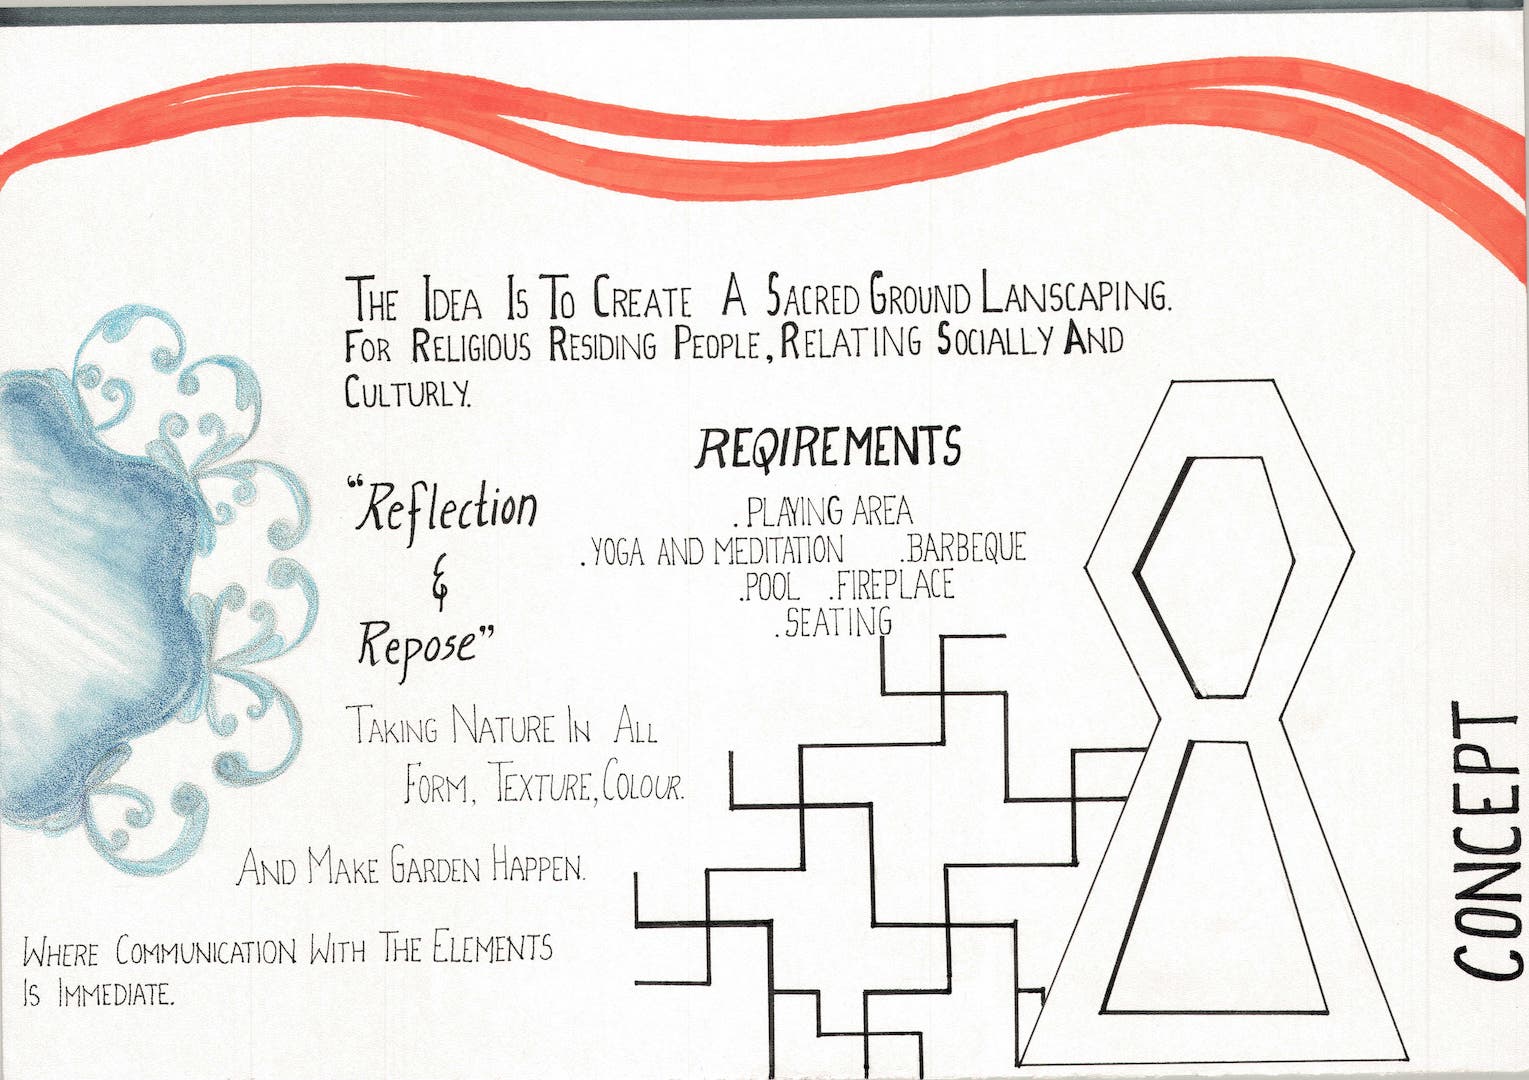 THE IDEA IS TO CREATE A SACRED GROUND LANSCAPING.
FOR RELIGIOUS RESIDING PEOPLE, RELATING SOCIALLY AND
CULTURLY.
REQIREMENTS
.PLAYING AREA
.YOGA AND MEDITATION .BARBEQUE
.POOL .FIREPLACE
.SEATING
"Reflection
&
Repose"
TAKING NATURE IN ALL
FORM, TEXTURE, COLOUR.
AND MAKE GARDEN HAPPEN.
WHERE COMMUNICATION WITH THE ELEMENTS
IS IMMEDIATE.
CONCEPT